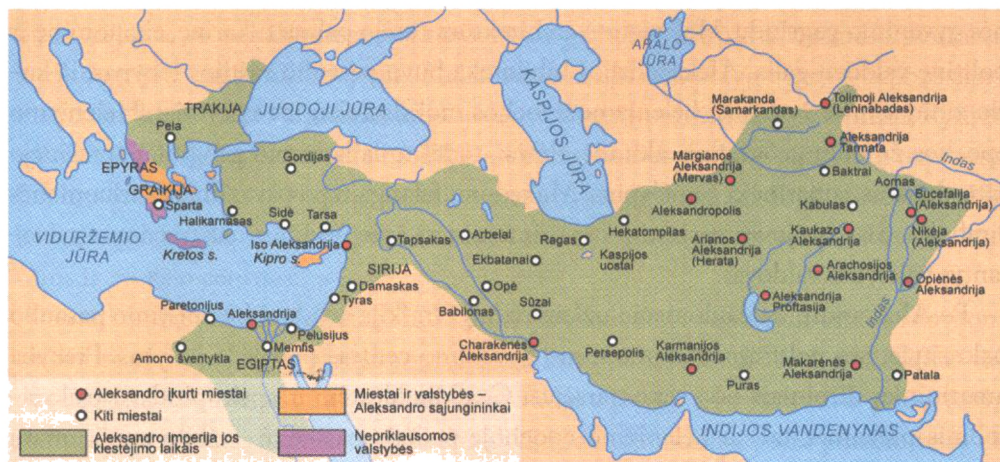 ARALO
JŪRA
TRAKIJA
JUODOJI JŪRA
KASPIJOS JŪRA
Marakanda
(Samarkandas)
Tolimoji Aleksandrija
(Leninabadas)
Pela
Gordijas
Aleksandrija
Tarmata
Margianos
Aleksandrija
(Mervas)
Baktrai
Indas
EPYRAS
GRAIKIJA
Sparta
Halikarnasas
Sidė
Tarsa
Aornas
Bucefalija
(Aleksandrija)
Aleksandropolis
Kabulas
Nikėja
(Aleksandrija)
VIDURŽEMIO
JŪRA
Kretos s.
Kipro s.
Iso Aleksandrija
Tapsakas
Arbelai
Ragas
Hekatompilas
Kaspijos
uostai
Arianos
Aleksandrija
(Herata)
Kaukazo
Aleksandrija
SIRIJA
Ekbatanai
Damaskas
Tyras
Opė
Babilonas
Sūzai
Arachosijos
Aleksandrija
Opienės
Aleksandrija
Aleksandrija
Proftasija
Indas
Paretonijus
Aleksandrija
Pelusijus
Memfis
Amono šventykla
EGIPTAS
Charakėnės
Aleksandrija
Persepolis
Karmanijos
Aleksandrija
Puras
Makarėnės
Aleksandrija
Patala
INDIJOS VANDENYNAS
Aleksandro įkurti miestai
Kiti miestai
Aleksandro imperija jos
klestėjimo laikais
Miestai ir valstybės –
Aleksandro sąjungininkai
Nepriklausomos
valstybės